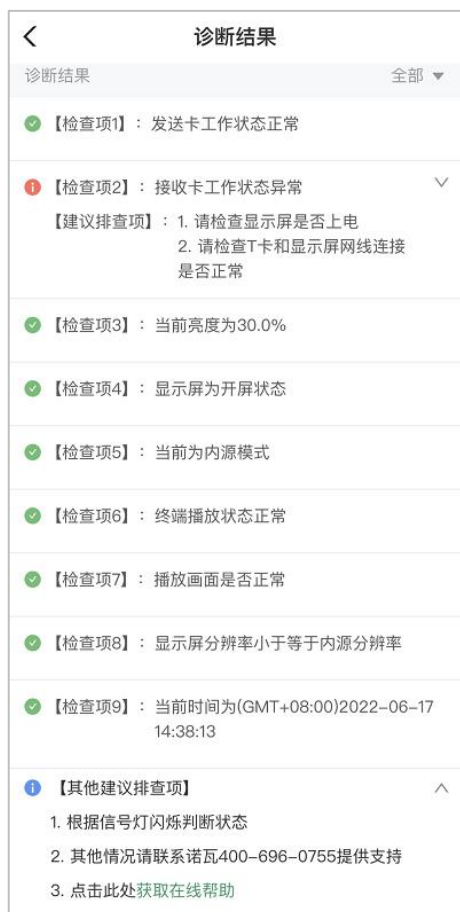 诊断结果
诊断结果 全部
【检查项1】: 发送卡工作状态正常
【检查项2】: 接收卡工作状态异常
【建议排查项】: 1. 请检查显示屏是否上电
2. 请检查T卡和显示屏网线连接
是否正常
【检查项3】: 当前亮度为30.0%
【检查项4】: 显示屏为开屏状态
【检查项5】: 当前为内源模式
【检查项6】: 终端播放状态正常
【检查项7】: 播放画面是否正常
【检查项8】: 显示屏分辨率小于等于内源分辨率
【检查项9】: 当前时间为(GMT+08:00)2022-06-17
14:38:13
【其他建议排查项】
1. 根据信号灯闪烁判断状态
2. 其他情况请联系诺瓦400-696-0755提供支持
3. 点击此处获取在线帮助